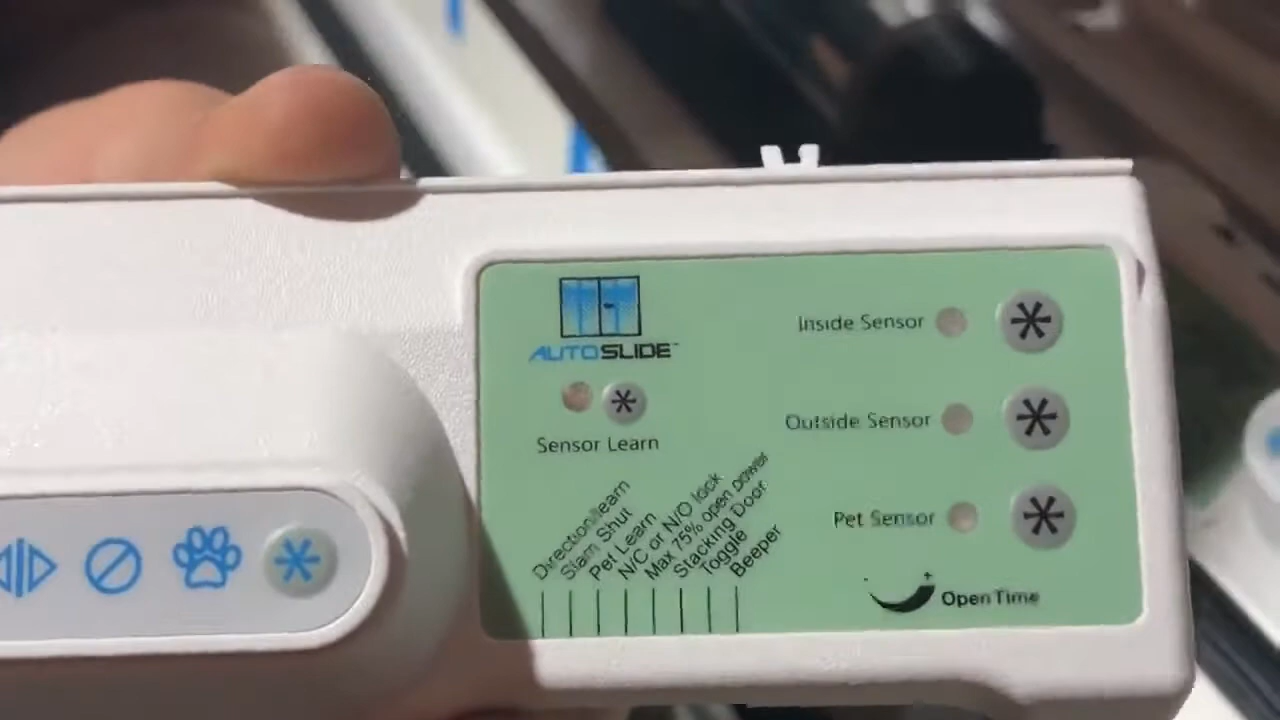 AUTOSLIDE™
Sensor Learn
Direction/learn
Slam Shut
Pet Learn
N/C or N/O lock
Max 75% open power
Stacking Door
Toggle
Beeper
Inside Sensor
Outside Sensor
Pet Sensor
- + Open Time